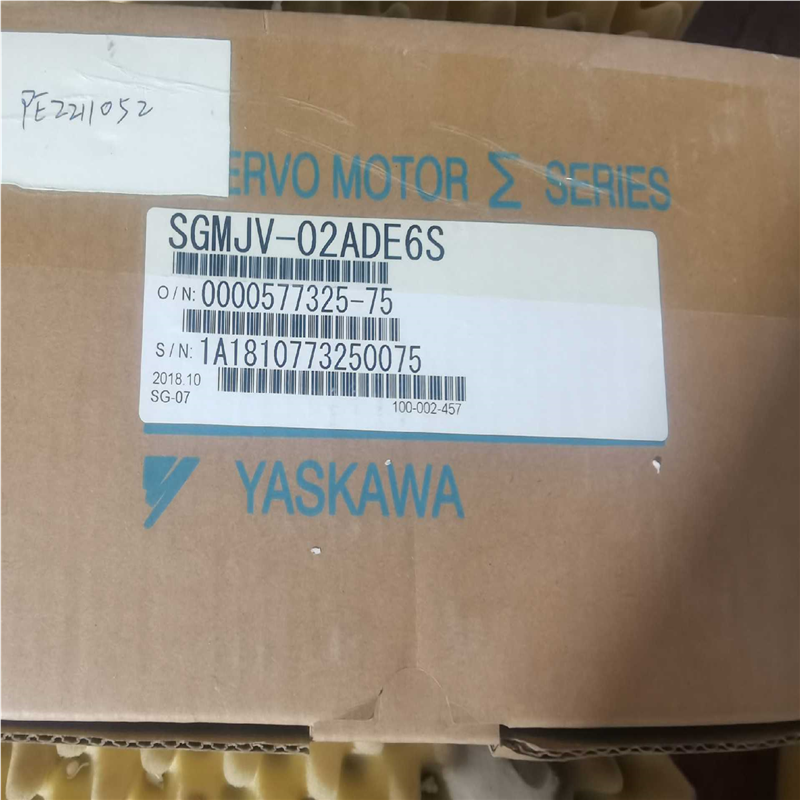 PE2211052
ERVO MOTOR Σ SERIES
SGMJV-02ADE6S
O/N: 0000577325-75
S/N: 1A1810773250075
2018.10
SG-07
100-002-457
YASKAWA